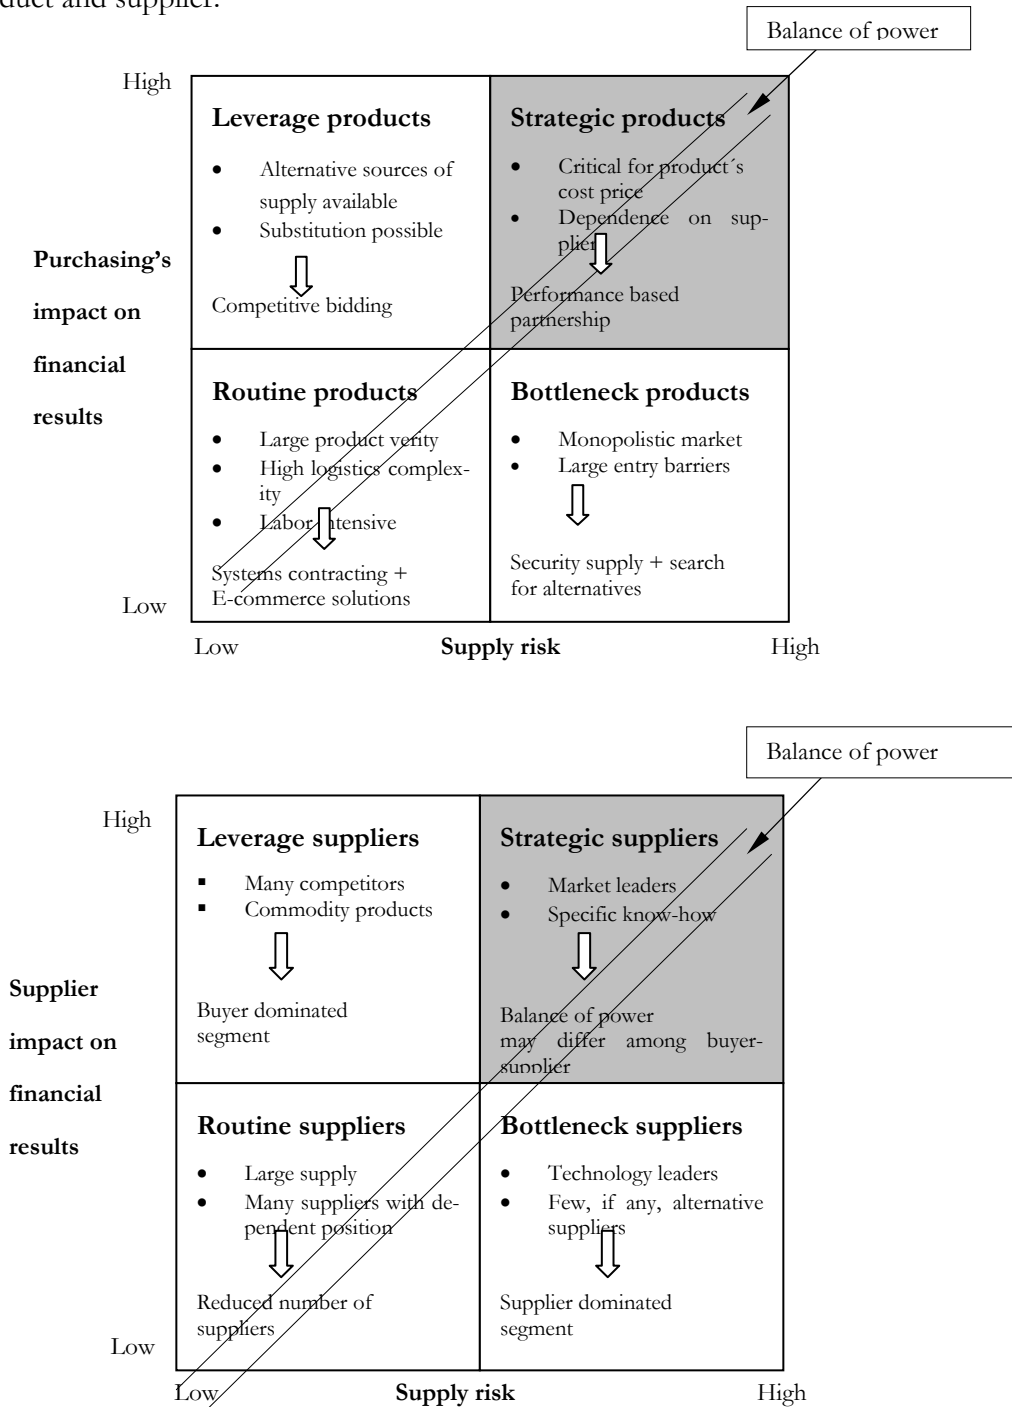 duct and supplier.
Balance of power
High
Leverage products
• Alternative sources of
supply available
• Substitution possible
Competitive bidding
Strategic products
• Critical for product´s
cost price
• Dependence on sup-
plier
Performance based
partnership
Purchasing's
impact on
financial
results
Routine products
• Large product verity
• High logistics complex-
ity
• Labor intensive
Systems contracting +
E-commerce solutions
Bottleneck products
• Monopolistic market
• Large entry barriers
Security supply + search
for alternatives
Low
Low
Supply risk
High
Balance of power
High
Leverage suppliers
▪ Many competitors
▪ Commodity products
Buyer dominated
segment
Strategic suppliers
• Market leaders
• Specific know-how
Balance of power
may differ among buyer-
supplier
Supplier
impact on
financial
results
Routine suppliers
• Large supply
• Many suppliers with de-
pendent position
Reduced number of
suppliers
Bottleneck suppliers
• Technology leaders
• Few, if any, alternative
suppliers
Supplier dominated
segment
Low
Low
Supply risk
High